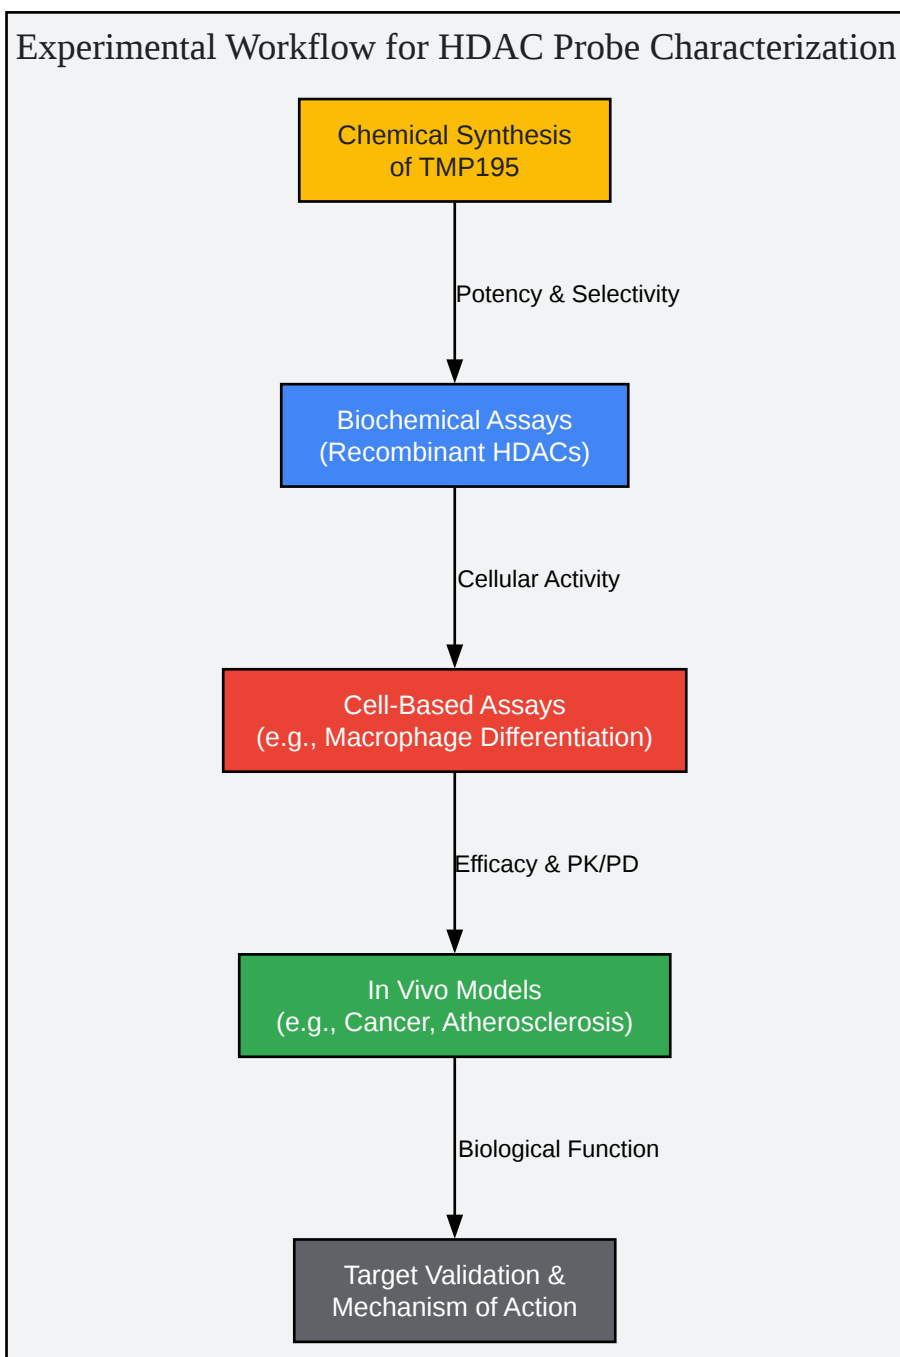 Experimental Workflow for HDAC Probe Characterization
Chemical Synthesis
of TMP195
Potency & Selectivity
Biochemical Assays
(Recombinant HDACs)
Cellular Activity
Cell-Based Assays
(e.g., Macrophage Differentiation)
Efficacy & PK/PD
In Vivo Models
(e.g., Cancer, Atherosclerosis)
Biological Function
Target Validation &
Mechanism of Action